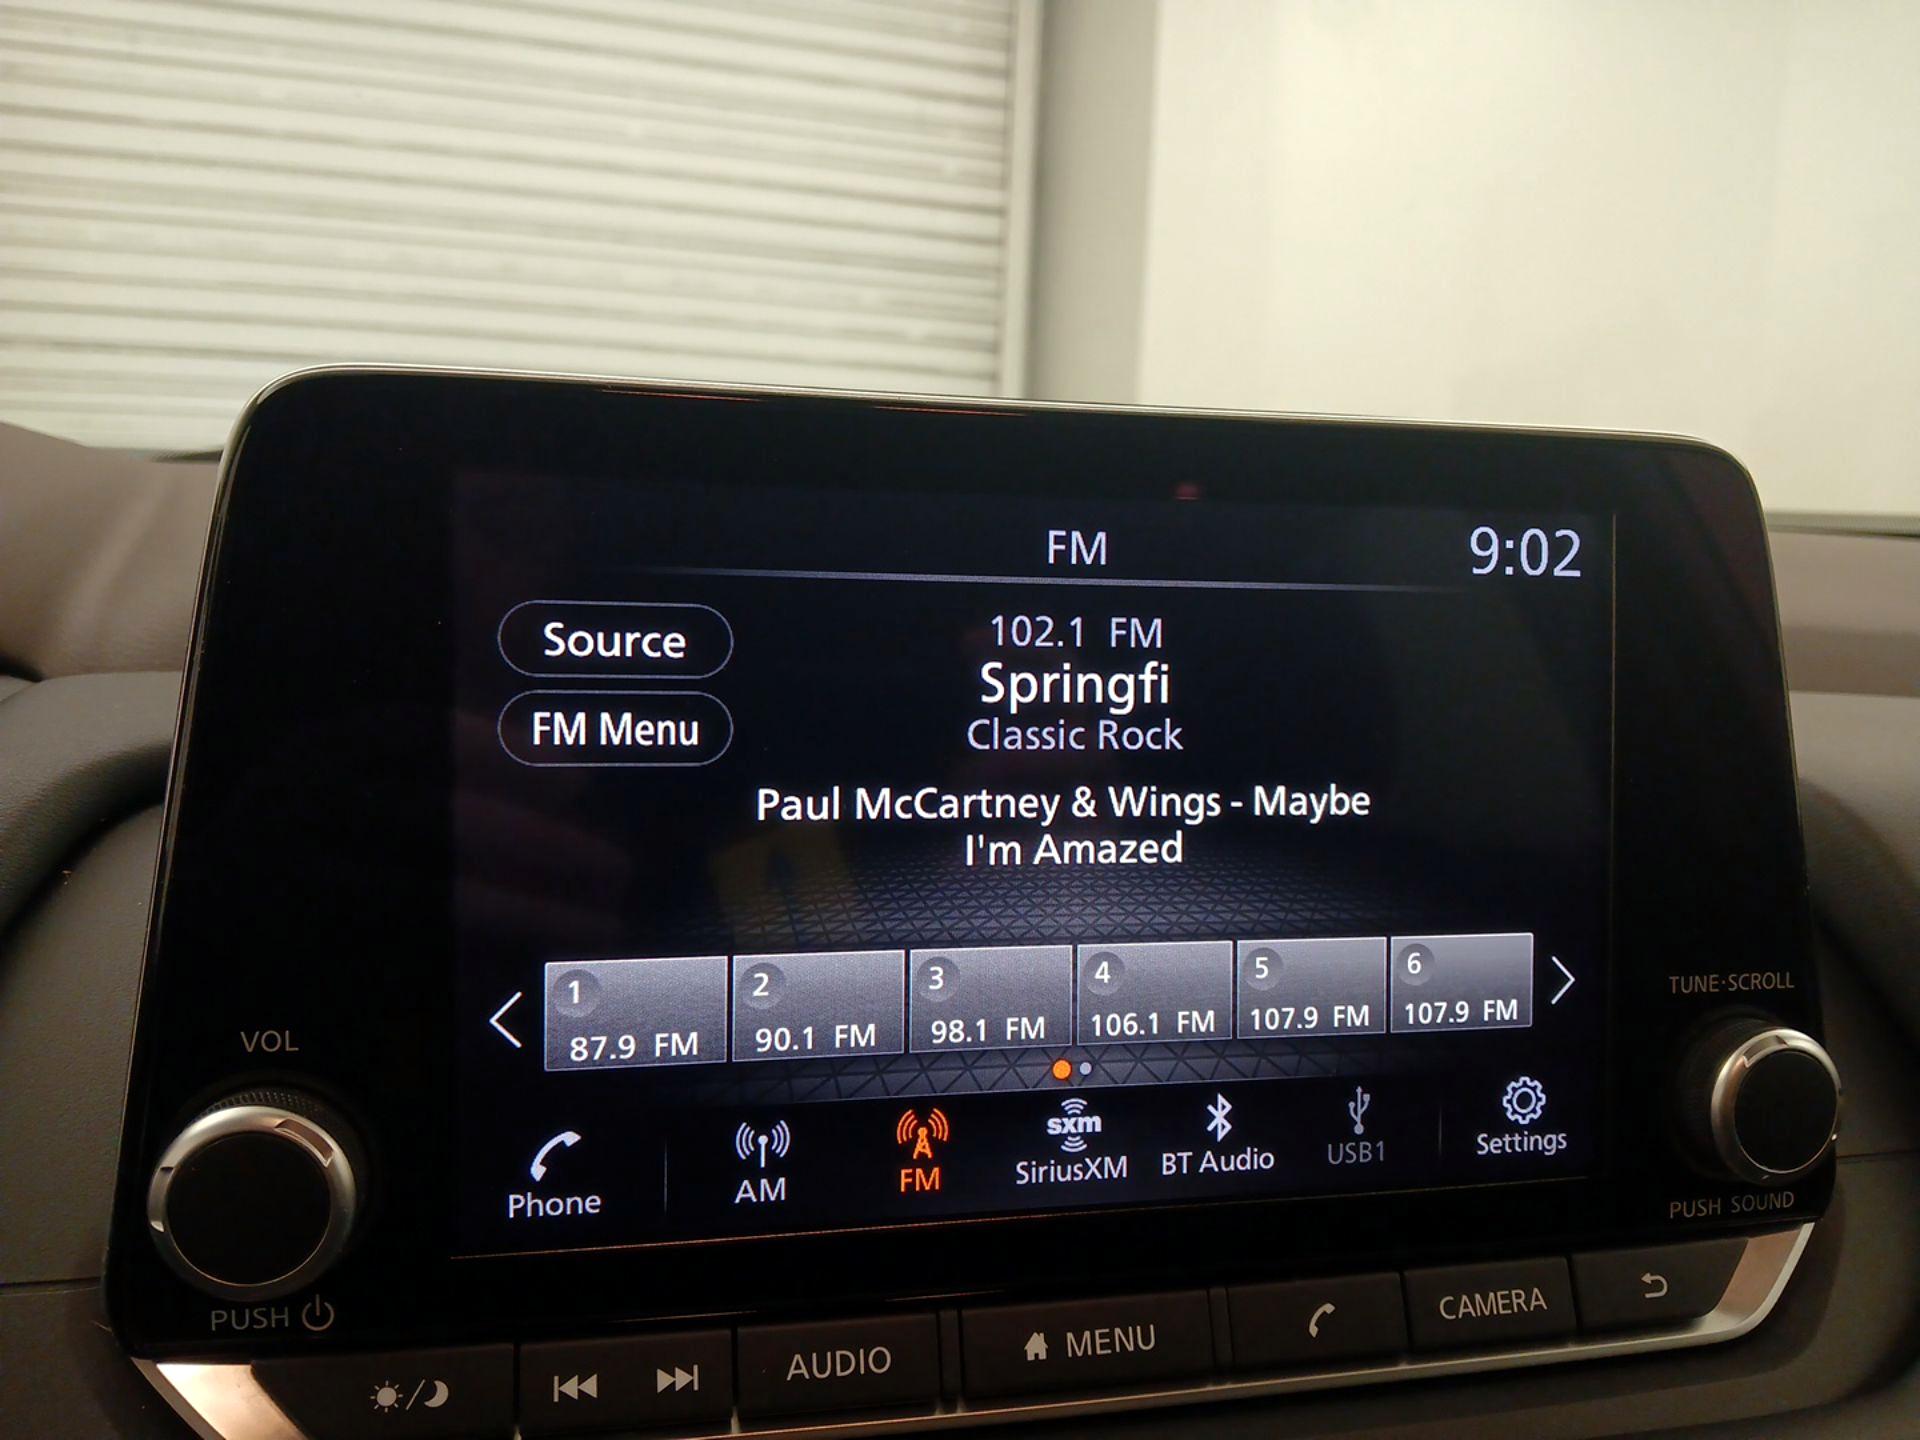 FM
9:02
Source
102.1 FM
Springfi
FM Menu
Classic Rock
Paul McCartney & Wings - Maybe
I'm Amazed
1
2
3
4
5
6
87.9 FM
90.1 FM
98.1 FM
106.1 FM
107.9 FM
107.9 FM
TUNE·SCROLL
VOL
Phone
AM
FM
sxm
SiriusXM
BT Audio
USB1
Settings
PUSH SOUND
PUSH
AUDIO
MENU
CAMERA